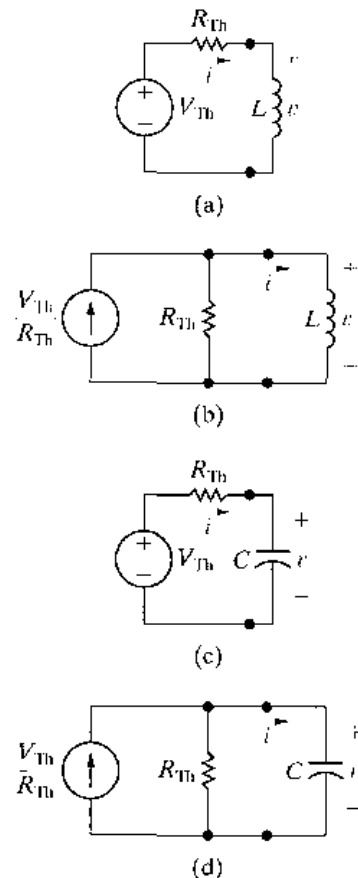 R_Th
i
+
−
V_Th
L
v
(a)
V_Th
R_Th
R_Th
i
L
+
−
(b)
R_Th
i
+
−
V_Th
C
+
v
−
(c)
V_Th
R_Th
R_Th
i
C
−
(d)